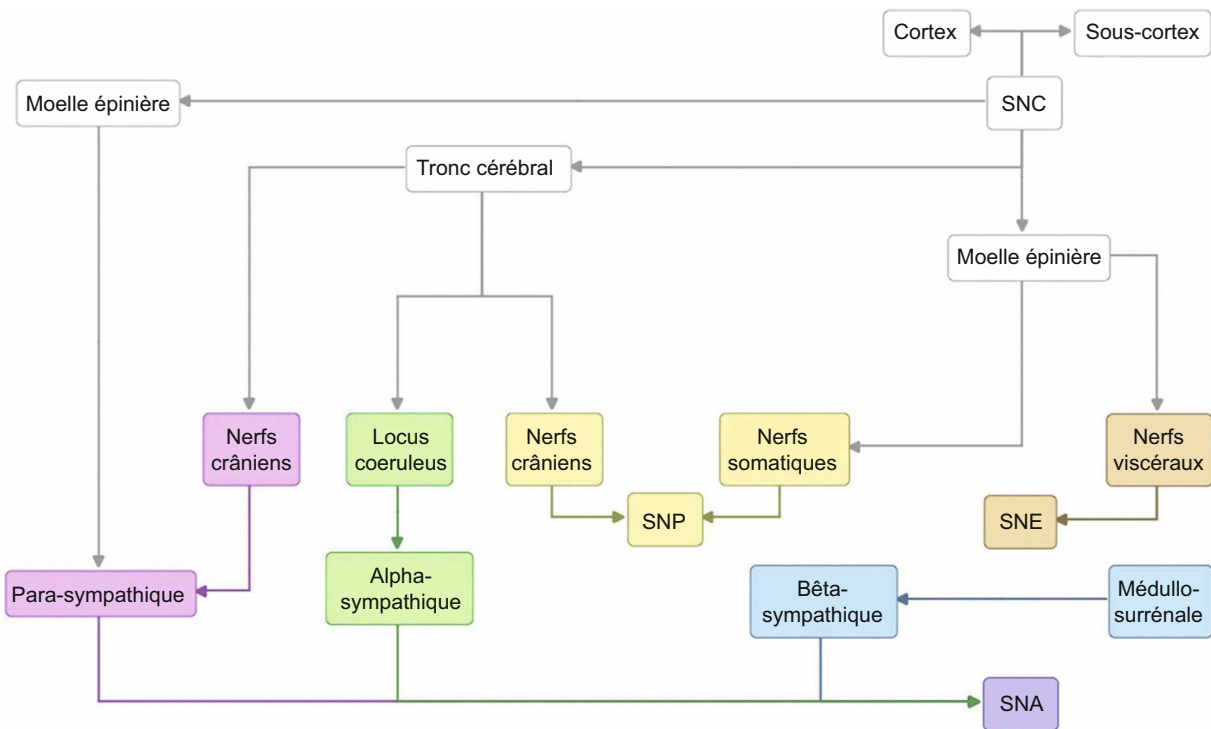 Cortex
Sous-cortex
Moelle épinière
SNC
Tronc cérébral
Moelle épinière
Nerfs
crâniens
Locus
coeruleus
Nerfs
crâniens
Nerfs
somatiques
Nerfs
viscéraux
SNP
SNE
Para-sympathique
Alpha-
sympathique
Bêta-
sympathique
Médullo-
surrénale
SNA